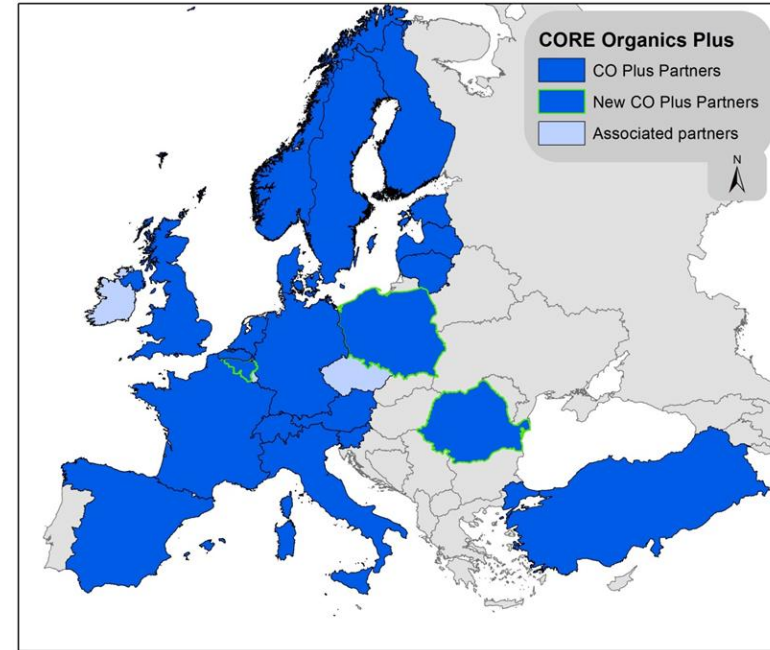 CORE Organics Plus
CO Plus Partners
New CO Plus Partners
Associated partners
N